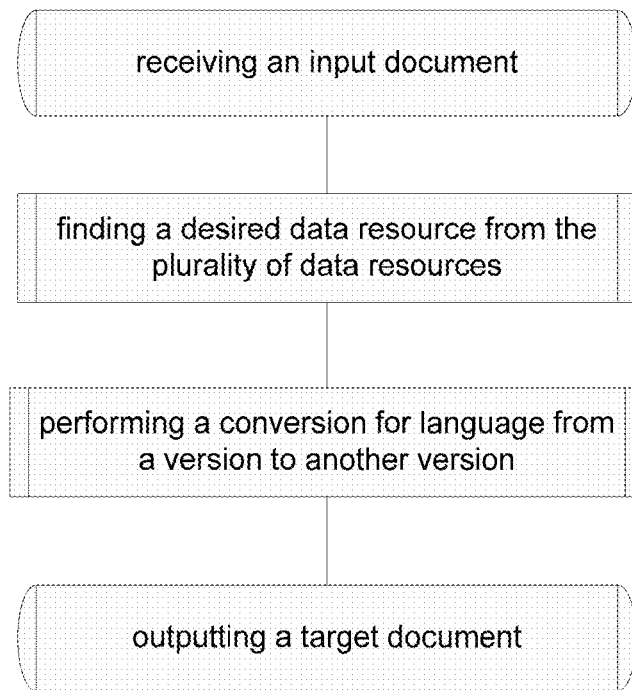 receiving an input document
finding a desired data resource from the
plurality of data resources
performing a conversion for language from
a version to another version
outputting a target document